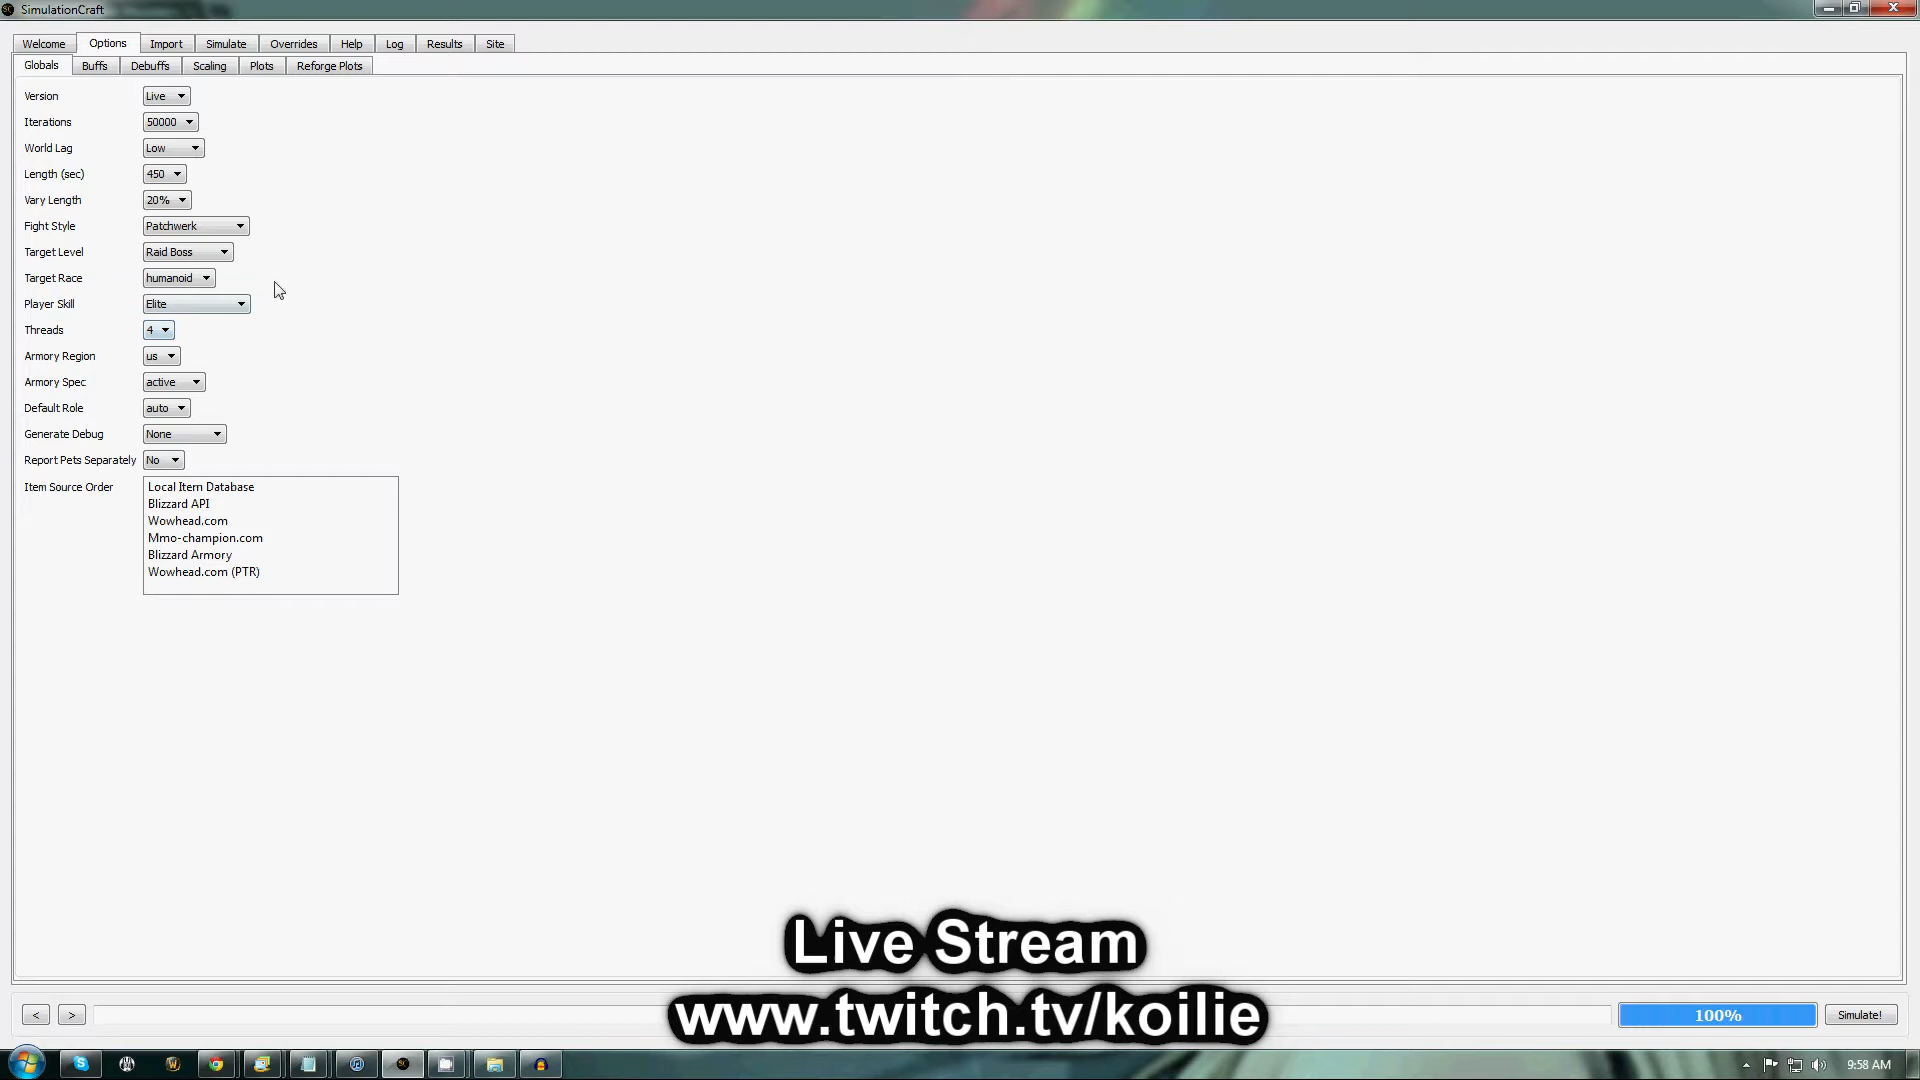 SimulationCraft
Welcome Options Import Simulate Overrides Help Log Results Site
Globals Buffs Debuffs Scaling Plots Reforge Plots
Version Live
Iterations 50000
World Lag Low
Length (sec) 450
Vary Length 20%
Fight Style Patchwerk
Target Level Raid Boss
Target Race humanoid
Player Skill Elite
Threads 4
Armory Region us
Armory Spec active
Default Role auto
Generate Debug None
Report Pets Separately No
Item Source Order Local Item Database
Blizzard API
Wowhead.com
Mmo-champion.com
Blizzard Armory
Wowhead.com (PTR)
Live Stream
www.twitch.tv/koilie
< > 100% Simulate!
9:58 AM